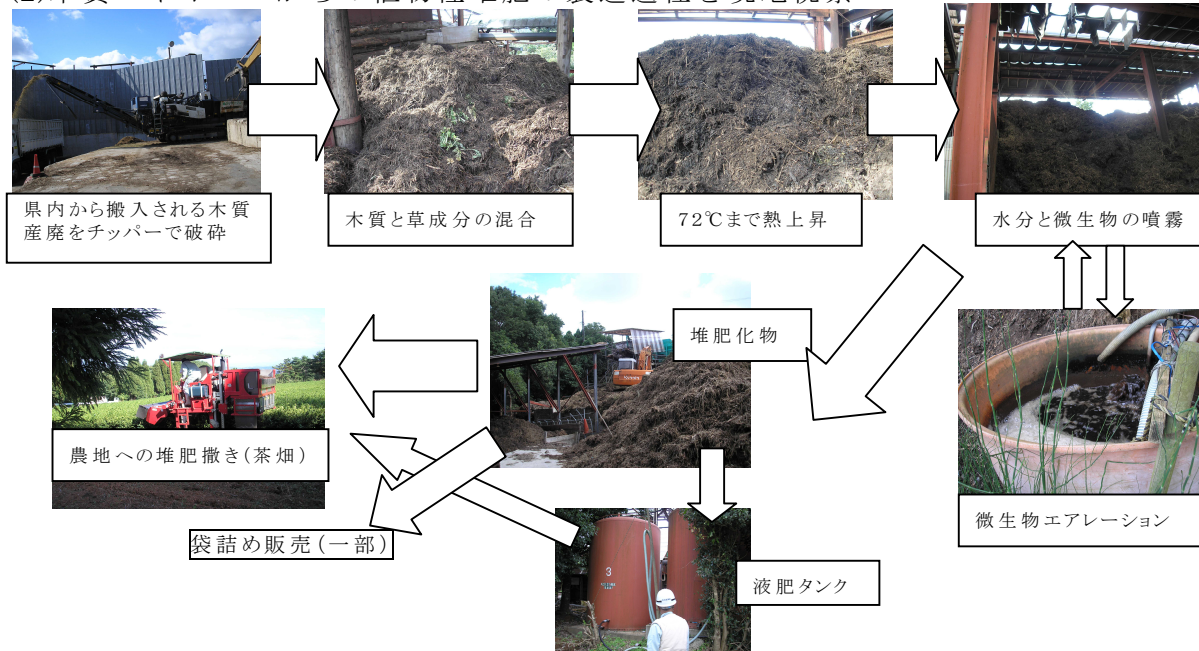 県内から搬入される木質
産廃をチッパーで破砕
木質と草成分の混合
72℃まで熱上昇
水分と微生物の噴霧
堆肥化物
農地への堆肥撒き(茶畑)
袋詰め販売(一部)
3
液肥タンク
微生物エアレーション